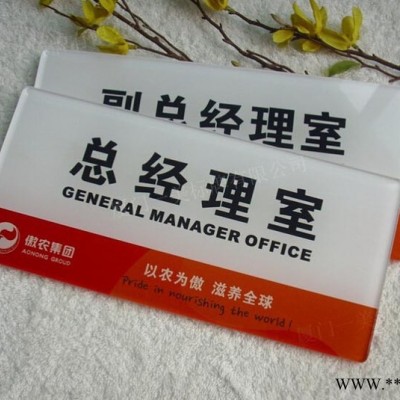 副总经理室
总经理室
GENERAL MANAGER OFFICE
傲农集团
AONONG GROUP
以农为傲 滋养全球
Pride in nourishing the world!
WWW.**